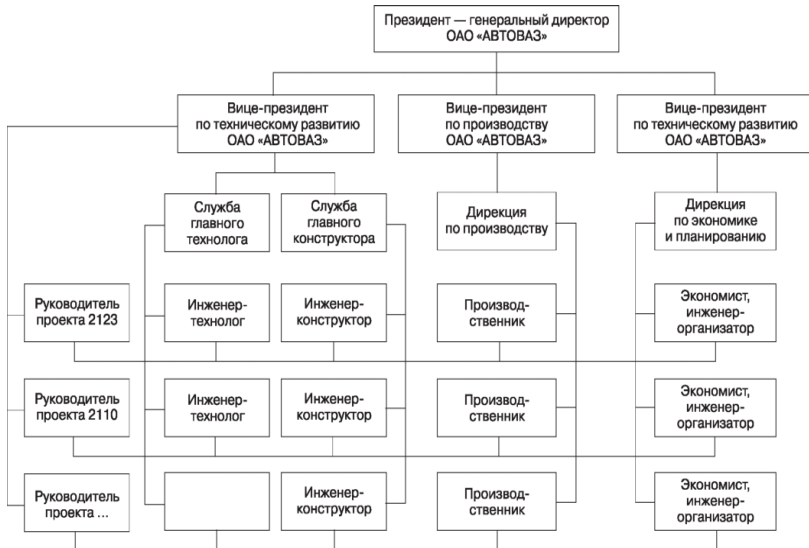 Президент — генеральный директор
ОАО «АВТОВАЗ»
Вице-президент
по техническому развитию
ОАО «АВТОВАЗ»
Вице-президент
по производству
ОАО «АВТОВАЗ»
Вице-президент
по техническому развитию
ОАО «АВТОВАЗ»
Служба
главного
технолога
Служба
главного
конструктора
Дирекция
по производству
Дирекция
по экономике
и планированию
Руководитель
проекта 2123
Инженер-
технолог
Инженер-
конструктор
Производ-
ственник
Экономист,
инженер-
организатор
Руководитель
проекта 2110
Инженер-
технолог
Инженер-
конструктор
Производ-
ственник
Экономист,
инженер-
организатор
Руководитель
проекта ...
Инженер-
конструктор
Производ-
ственник
Экономист,
инженер-
организатор